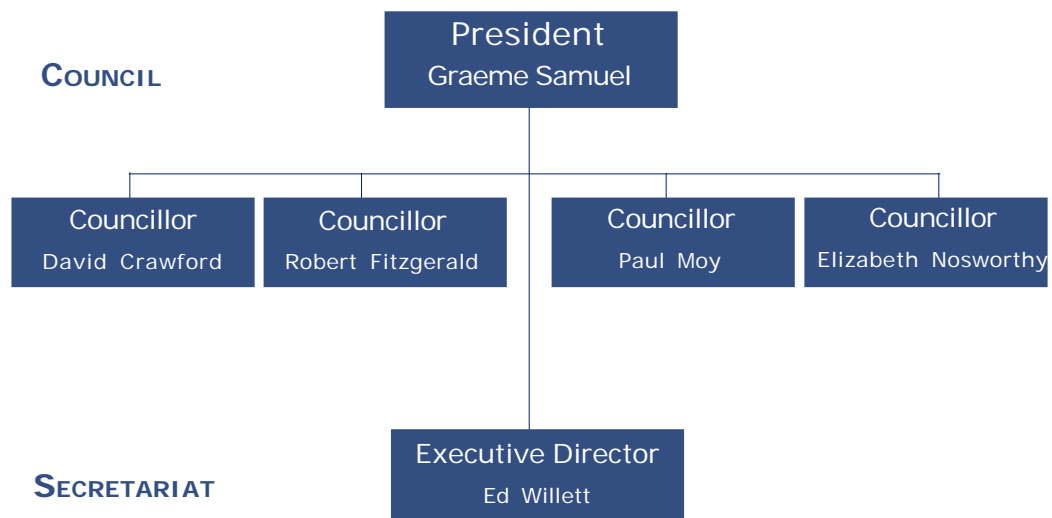 President
Graeme Samuel
COUNCIL
Councillor
David Crawford
Councillor
Robert Fitzgerald
Councillor
Paul Moy
Councillor
Elizabeth Nosworthy
Executive Director
Ed Willett
SECRETARIAT